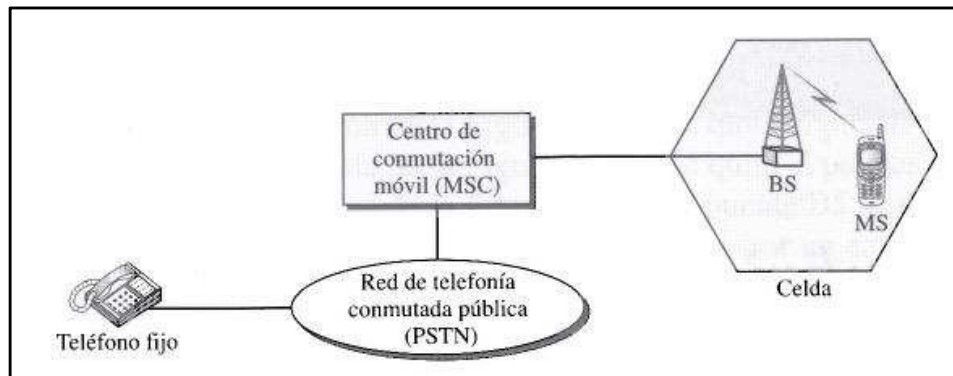 Centro de
conmutación
móvil (MSC)
BS
MS
Celda
Red de telefonía
conmutada pública
(PSTN)
Teléfono fijo